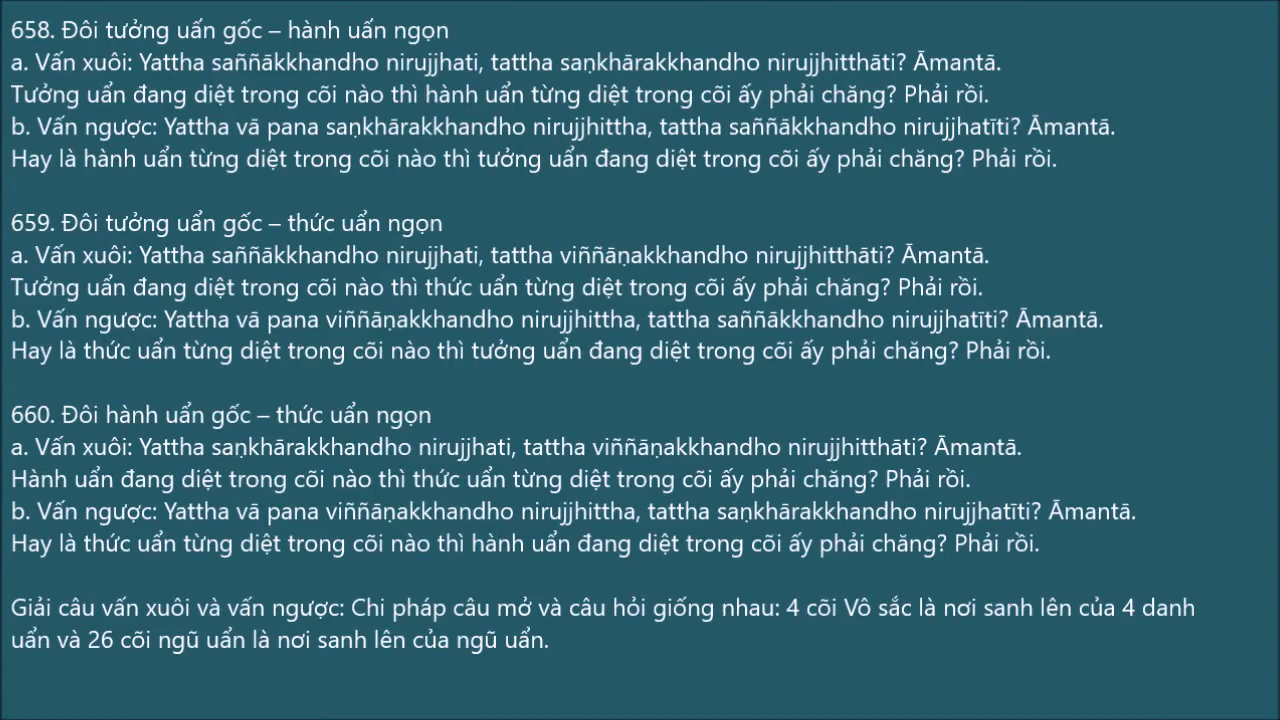 658. Đôi tưởng uẩn gốc – hành uấn ngọn
a. Vấn xuôi: Yattha saññākkhandho nirujjhati, tattha saṇkhārakkhandho nirujjhitthāti? Āmantā.
Tưởng uẩn đang diệt trong cõi nào thì hành uẩn từng diệt trong cõi ấy phải chăng? Phải rồi.
b. Vấn ngược: Yattha vā pana saṇkhārakkhandho nirujjhittha, tattha saññākkhandho nirujjhatīti? Āmantā.
Hay là hành uẩn từng diệt trong cõi nào thì tưởng uẩn đang diệt trong cõi ấy phải chăng? Phải rồi.
659. Đôi tưởng uẩn gốc – thức uẩn ngọn
a. Vấn xuôi: Yattha saññākkhandho nirujjhati, tattha viññāṇakkhandho nirujjhitthāti? Āmantā.
Tưởng uẩn đang diệt trong cõi nào thì thức uẩn từng diệt trong cõi ấy phải chăng? Phải rồi.
b. Vấn ngược: Yattha vā pana viññāṇakkhandho nirujjhittha, tattha saññākkhandho nirujjhatīti? Āmantā.
Hay là thức uẩn từng diệt trong cõi nào thì tưởng uẩn đang diệt trong cõi ấy phải chăng? Phải rồi.
660. Đôi hành uẩn gốc – thức uẩn ngọn
a. Vấn xuôi: Yattha saṇkhārakkhandho nirujjhati, tattha viññāṇakkhandho nirujjhitthāti? Āmantā.
Hành uẩn đang diệt trong cõi nào thì thức uẩn từng diệt trong cõi ấy phải chăng? Phải rồi.
b. Vấn ngược: Yattha vā pana viññāṇakkhandho nirujjhittha, tattha saṇkhārakkhandho nirujjhatīti? Āmantā.
Hay là thức uẩn từng diệt trong cõi nào thì hành uẩn đang diệt trong cõi ấy phải chăng? Phải rồi.
Giải câu vấn xuôi và vấn ngược: Chi pháp câu mở và câu hỏi giống nhau: 4 cõi Vô sắc là nơi sanh lên của 4 danh
uẩn và 26 cõi ngũ uẩn là nơi sanh lên của ngũ uẩn.